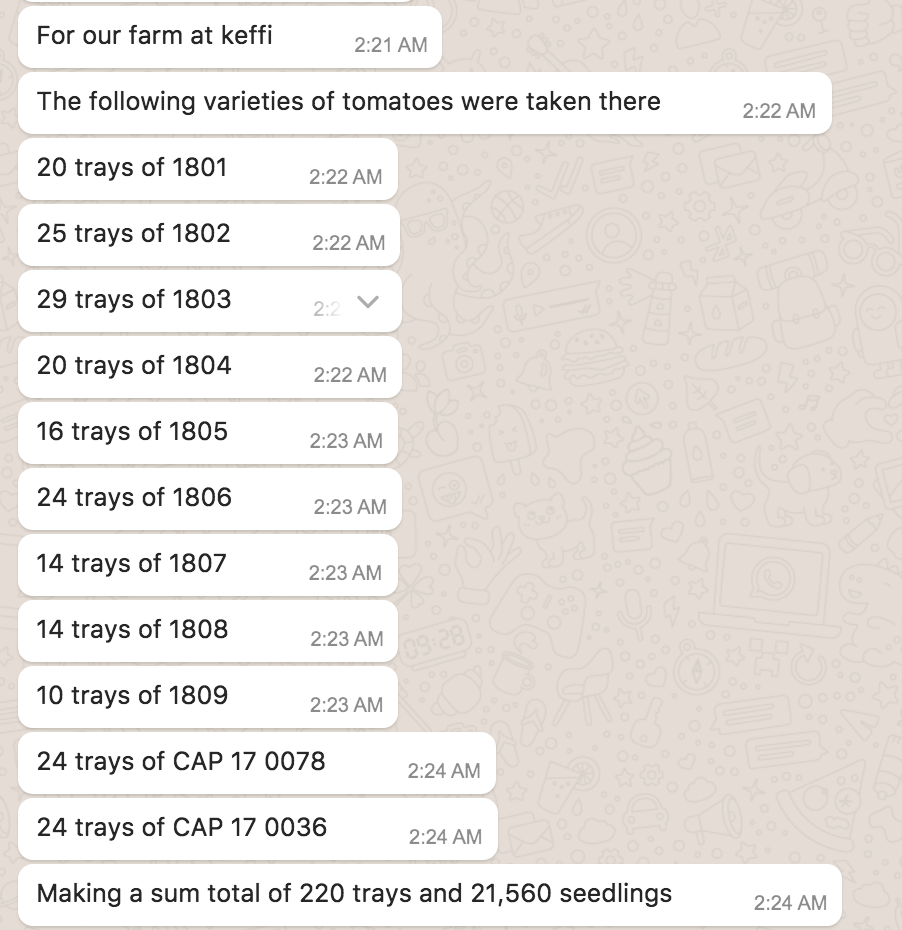 For our farm at keffi
2:21 AM
The following varieties of tomatoes were taken there
2:22 AM
20 trays of 1801
2:22 AM
25 trays of 1802
2:22 AM
29 trays of 1803
2:2
20 trays of 1804
2:22 AM
16 trays of 1805
2:23 AM
24 trays of 1806
2:23 AM
14 trays of 1807
2:23 AM
14 trays of 1808
2:23 AM
10 trays of 1809
2:23 AM
24 trays of CAP 17 0078
2:24 AM
24 trays of CAP 17 0036
2:24 AM
Making a sum total of 220 trays and 21,560 seedlings
2:24 AM
09:28